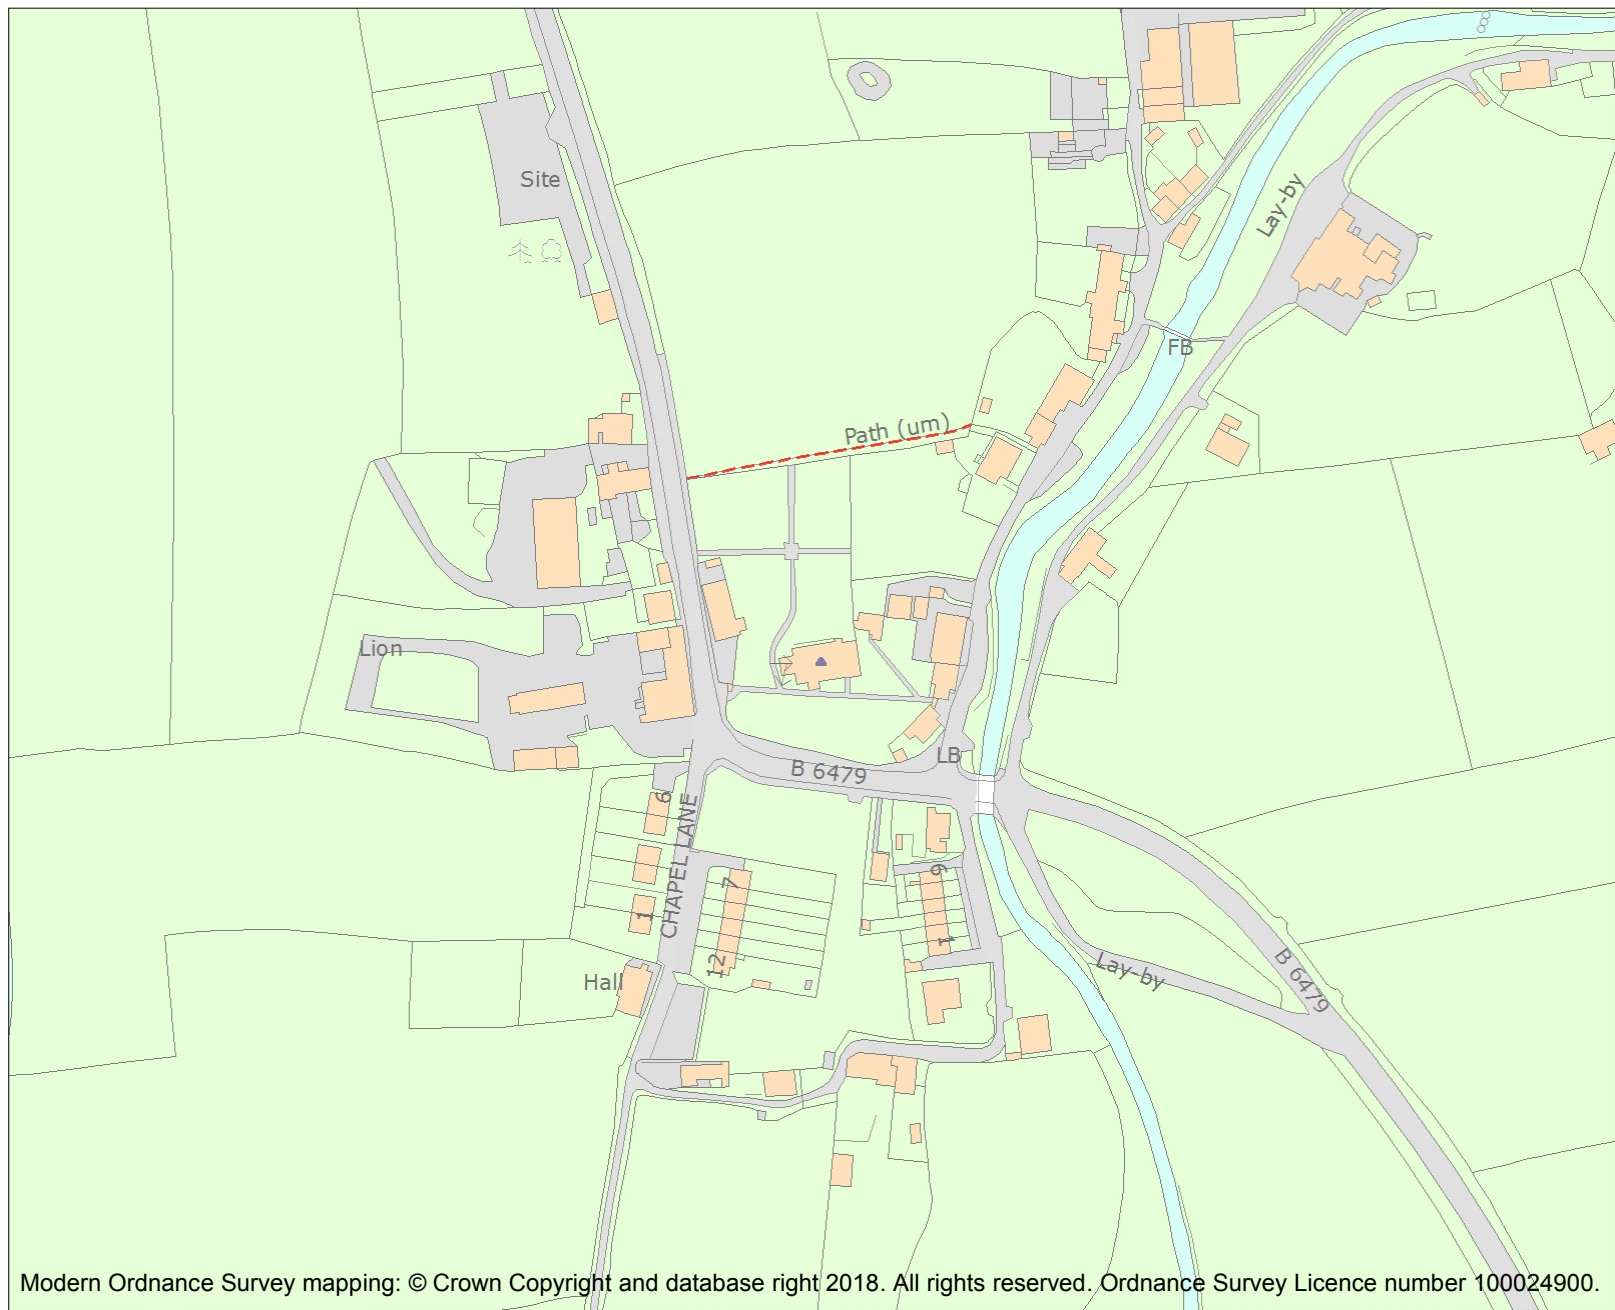 Site
Lay-by
FB
Path (um)
Lion
LB
B 6479
6
CHAPEL LANE
7
1
12
6
1
Hall
Lay-by
B 6479
Modern Ordnance Survey mapping: © Crown Copyright and database right 2018. All rights reserved. Ordnance Survey Licence number 100024900.